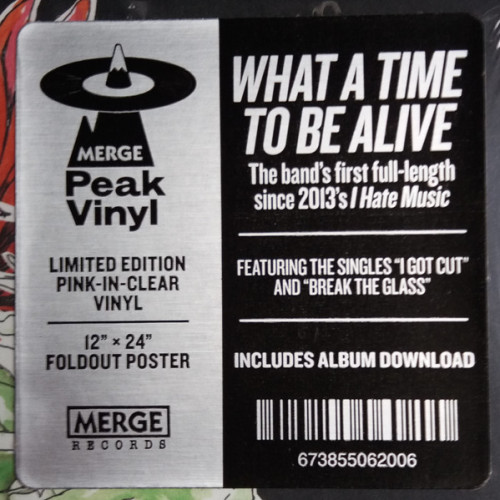 MERGE
Peak
Vinyl
LIMITED EDITION
PINK-IN-CLEAR
VINYL
12” × 24”
FOLDOUT POSTER
MERGE
RECORDS
WHAT A TIME
TO BE ALIVE
The band’s first full-length
since 2013’s I Hate Music
FEATURING THE SINGLES “I GOT CUT”
AND “BREAK THE GLASS”
INCLUDES ALBUM DOWNLOAD
673855062006